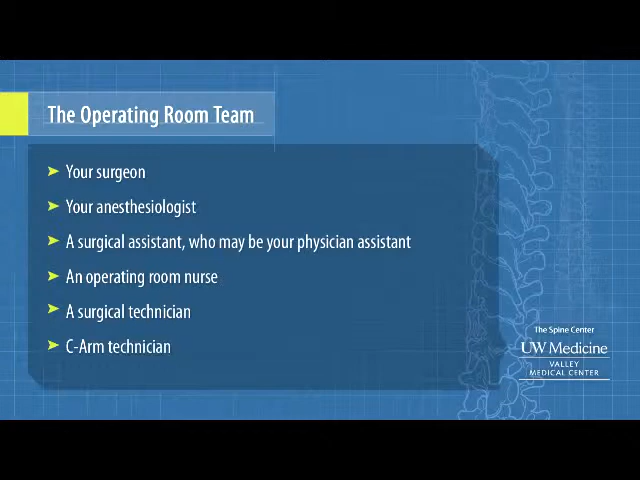 The Operating Room Team
➤ Your surgeon
➤ Your anesthesiologist
➤ A surgical assistant, who may be your physician assistant
➤ An operating room nurse
➤ A surgical technician
➤ C-Arm technician
The Spine Center
UW Medicine
VALLEY
MEDICAL CENTER